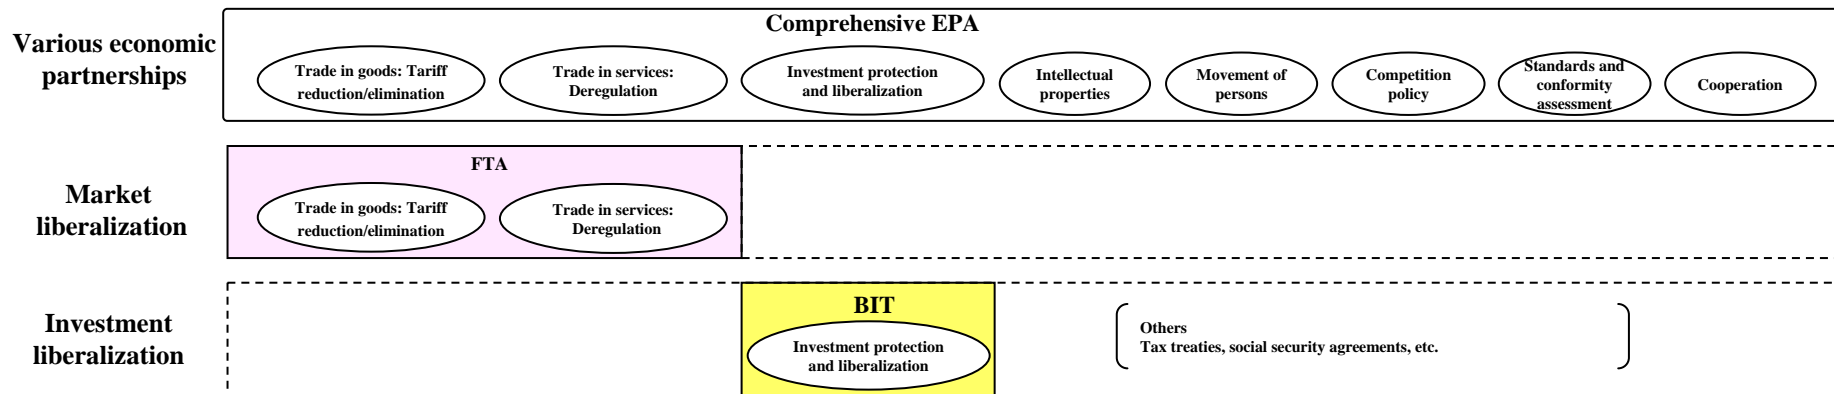 Comprehensive EPA
Various economic
partnerships
Trade in goods: Tariff
reduction/elimination
Trade in services:
Deregulation
Investment protection
and liberalization
Intellectual
properties
Movement of
persons
Competition
policy
Standards and
conformity
assessment
Cooperation
Market
liberalization
FTA
Trade in goods: Tariff
reduction/elimination
Trade in services:
Deregulation
Investment
liberalization
BIT
Investment protection
and liberalization
Others
Tax treaties, social security agreements, etc.